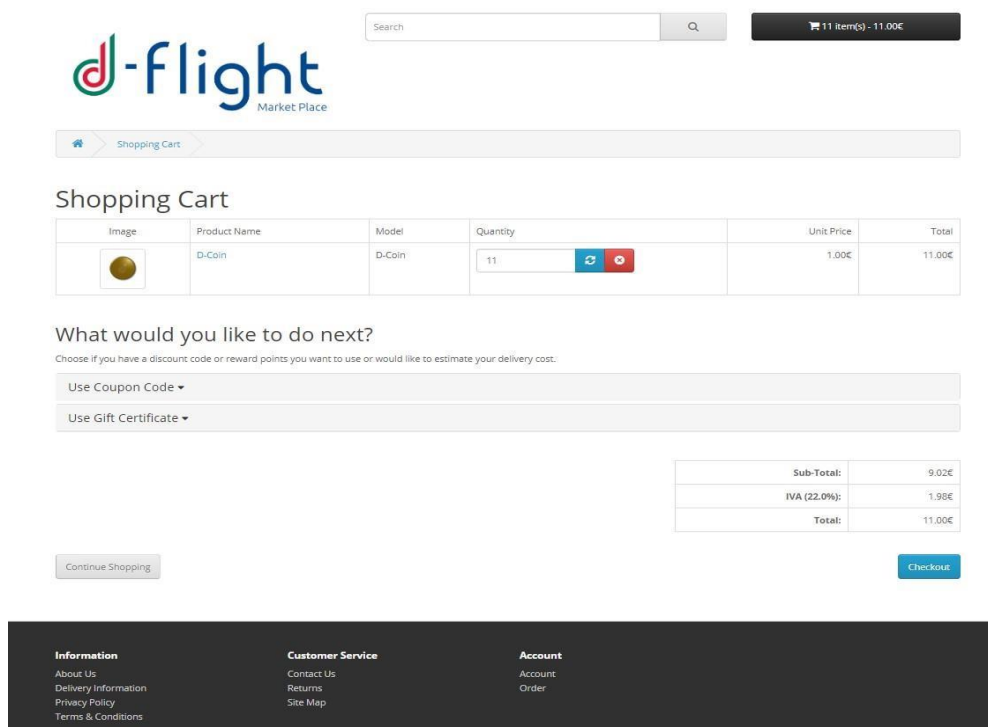 Search
11 item(s) - 11.00€
d-flight
Market Place
Shopping Cart
Shopping Cart
Image Product Name Model Quantity Unit Price Total
D-Coin D-Coin 11 1.00€ 11.00€
What would you like to do next?
Choose if you have a discount code or reward points you want to use or would like to estimate your delivery cost.
Use Coupon Code
Use Gift Certificate
Sub-Total: 9.02€
IVA (22.0%): 1.98€
Total: 11.00€
Continue Shopping Checkout
Information Customer Service Account
About Us Contact Us Account
Delivery Information Returns Order
Privacy Policy Site Map
Terms & Conditions